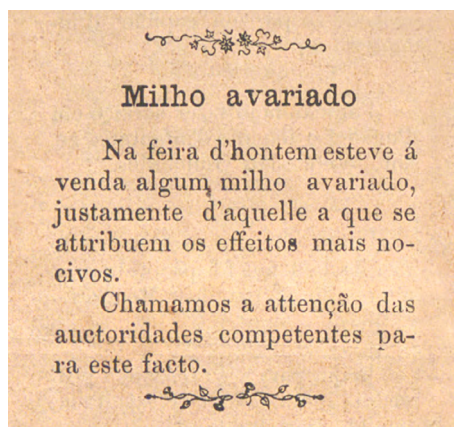 Milho avariado
Na feira d'hontem esteve á
venda algum milho avariado,
justamente d'aquelle a que se
attribuem os effeitos mais no-
civos.
Chamamos a attenção das
auctoridades competentes pa-
ra este facto.